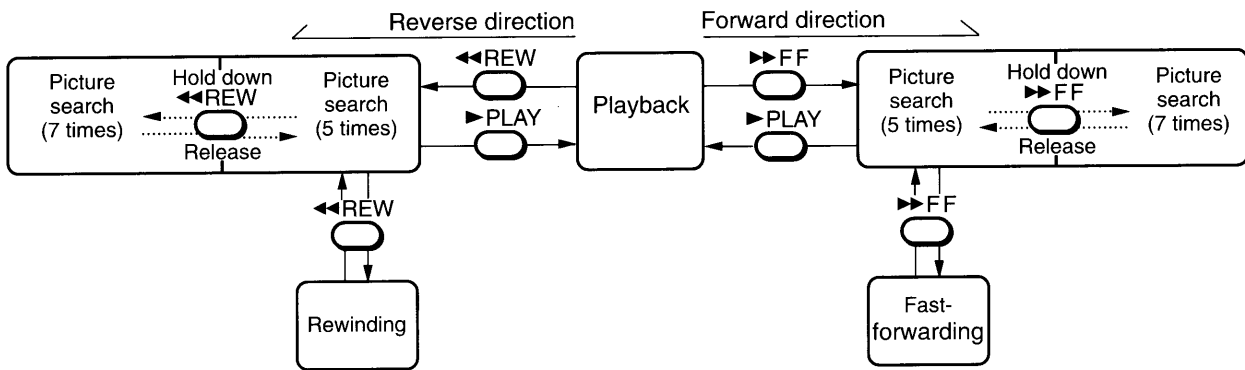 Reverse direction
Forward direction
Picture
search
(7 times)
Hold down
◀◀REW
Release
Picture
search
(5 times)
◀◀REW
▶PLAY
Playback
▶▶FF
▶PLAY
Picture
search
(5 times)
Hold down
▶▶FF
Release
Picture
search
(7 times)
◀◀REW
Rewinding
▶▶FF
Fast-
forwarding